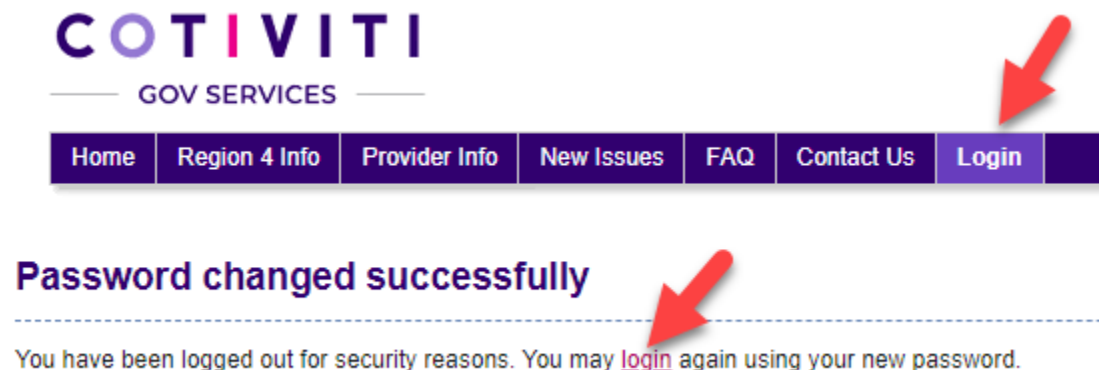 COTIVITI
GOV SERVICES
Home Region 4 Info Provider Info New Issues FAQ Contact Us Login
Password changed successfully
You have been logged out for security reasons. You may login again using your new password.